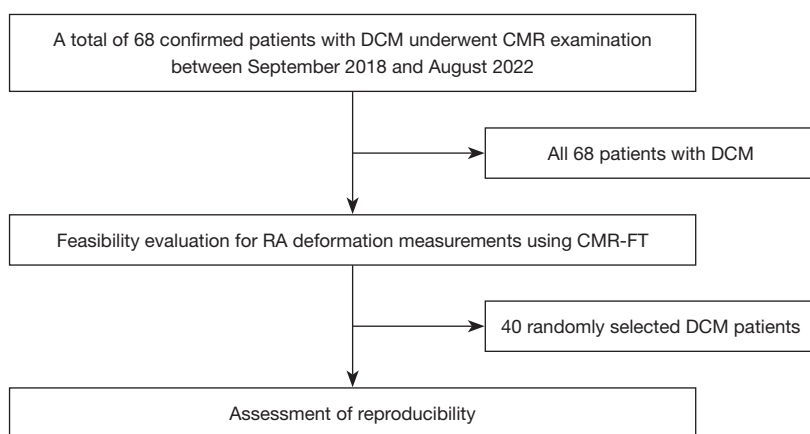 A total of 68 confirmed patients with DCM underwent CMR examination
between September 2018 and August 2022
All 68 patients with DCM
Feasibility evaluation for RA deformation measurements using CMR-FT
40 randomly selected DCM patients
Assessment of reproducibility